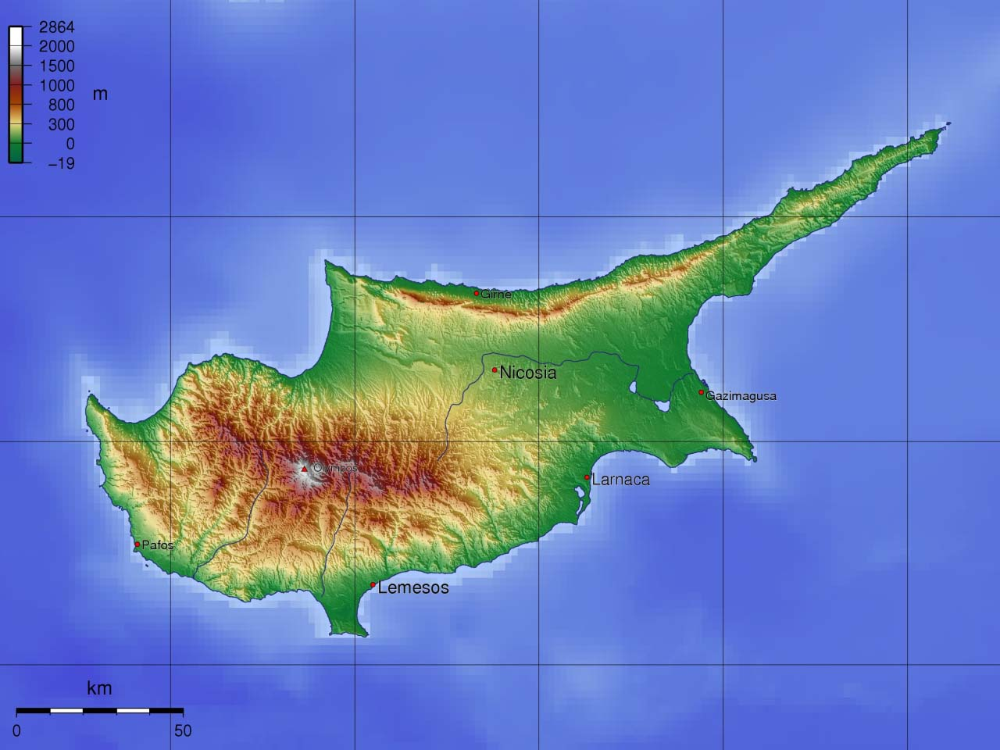 2864
2000
1500
1000
800
300
0
−19
m
Girne
Nicosia
Gazimagusa
Olympos
Larnaca
Pafos
Lemesos
km
0 50